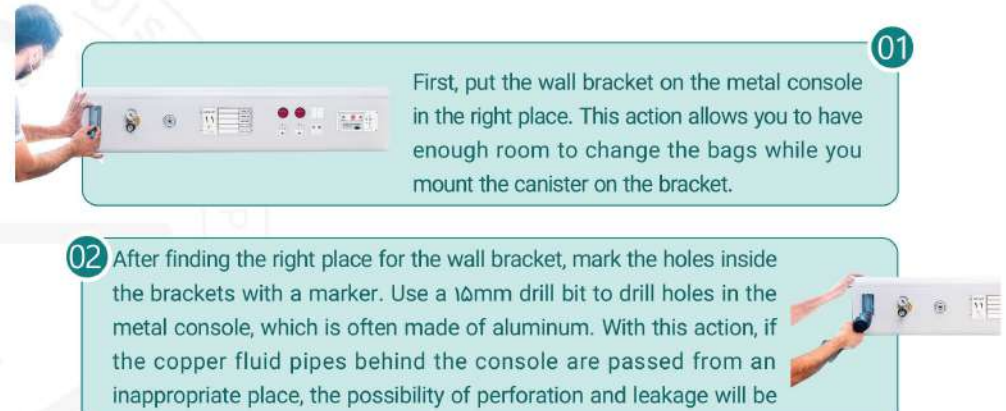 01
First, put the wall bracket on the metal console
in the right place. This action allows you to have
enough room to change the bags while you
mount the canister on the bracket.
02
After finding the right place for the wall bracket, mark the holes inside
the brackets with a marker. Use a ۱۵mm drill bit to drill holes in the
metal console, which is often made of aluminum. With this action, if
the copper fluid pipes behind the console are passed from an
inappropriate place, the possibility of perforation and leakage will be